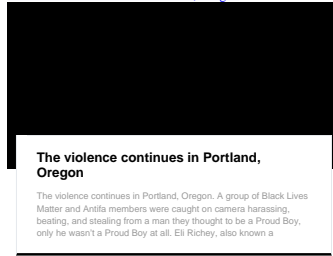 The violence continues in Portland,
Oregon
The violence continues in Portland, Oregon. A group of Black Lives
Matter and Antifa members were caught on camera harassing,
beating, and stealing from a man they thought to be a Proud Boy,
only he wasn't a Proud Boy at all. Eli Richey, also known a